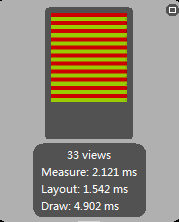 33 views
Measure: 2.121 ms
Layout: 1.542 ms
Draw: 4.902 ms